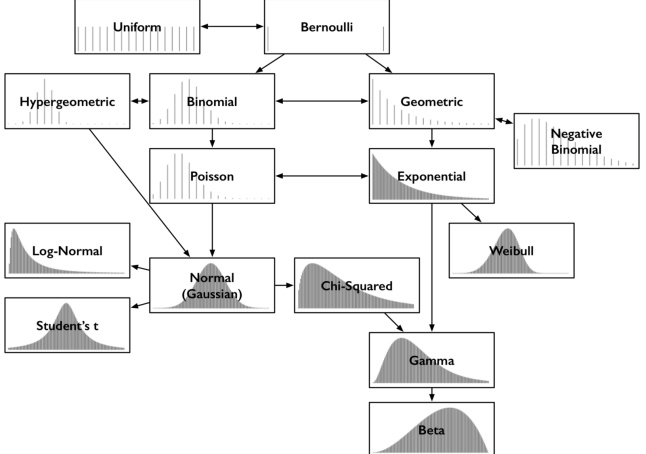 Uniform
Bernoulli
Hypergeometric
Binomial
Geometric
Negative
Binomial
Poisson
Exponential
Log-Normal
Normal
(Gaussian)
Chi-Squared
Weibull
Student's t
Gamma
Beta